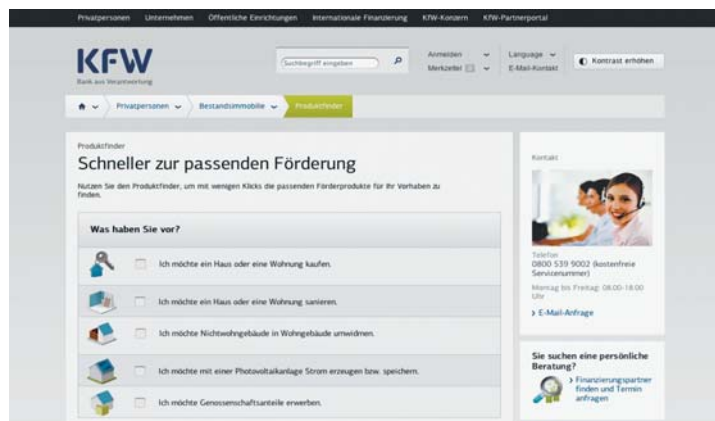 Privatpersonen Unternehmen Öffentliche Einrichtungen Internationale Finanzierung KfW-Konzern KfW-Partnerportal
KFW
Bank aus Verantwortung
Suchbegriff eingeben
Anmelden
Merkzettel
Language
E-Mail-Kontakt
Kontrast erhöhen
Privatpersonen Bestandsimmobilie Produktfinder
Produktfinder
Schneller zur passenden Förderung
Nutzen Sie den Produktfinder, um mit wenigen Klicks die passenden Förderprodukte für Ihr Vorhaben zu
finden.
Was haben Sie vor?
Ich möchte ein Haus oder eine Wohnung kaufen.
Ich möchte ein Haus oder eine Wohnung sanieren.
Ich möchte Nichtwohngebäude in Wohngebäude umwidmen.
Ich möchte mit einer Photovoltaikanlage Strom erzeugen bzw. speichern.
Ich möchte Genossenschaftsanteile erwerben.
Kontakt
Telefon
0800 539 9002 (kostenfreie
Servicenummer)
Montag bis Freitag: 08:00-18:00
Uhr
E-Mail-Anfrage
Sie suchen eine persönliche
Beratung?
Finanzierungspartner
finden und Termin
anfragen